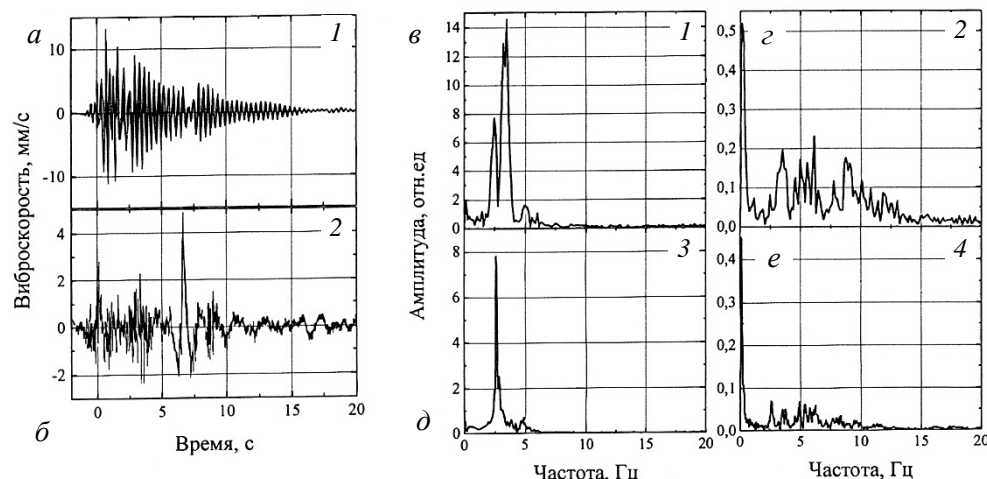 а
1
10
0
-10
Виброскорость, мм/с
2
4
2
0
-2
б
0 5 10 15 20
Время, с
в
1
14
12
10
8
6
4
2
0
Амплитуда, отн.ед
3
8
6
4
2
0
д
0 5 10 15 20
Частота, Гц
г
2
0,5
0,4
0,3
0,2
0,1
0,0
е
4
0,4
0,3
0,2
0,1
0,0
0 5 10 15 20
Частота, Гц